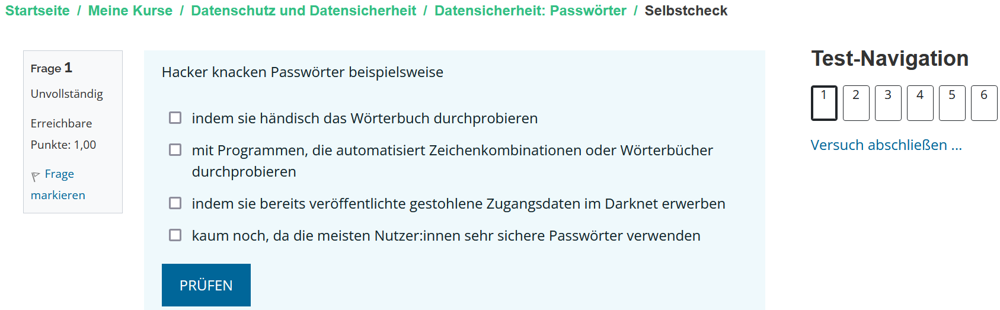 Startseite / Meine Kurse / Datenschutz und Datensicherheit / Datensicherheit: Passwörter / Selbstcheck
Frage 1
Unvollständig
Erreichbare
Punkte: 1,00
Frage
markieren
Hacker knacken Passwörter beispielsweise
indem sie händisch das Wörterbuch durchprobieren
mit Programmen, die automatisiert Zeichenkombinationen oder Wörterbücher
durchprobieren
indem sie bereits veröffentlichte gestohlene Zugangsdaten im Darknet erwerben
kaum noch, da die meisten Nutzer:innen sehr sichere Passwörter verwenden
PRÜFEN
Test-Navigation
1 2 3 4 5 6
Versuch abschließen ...